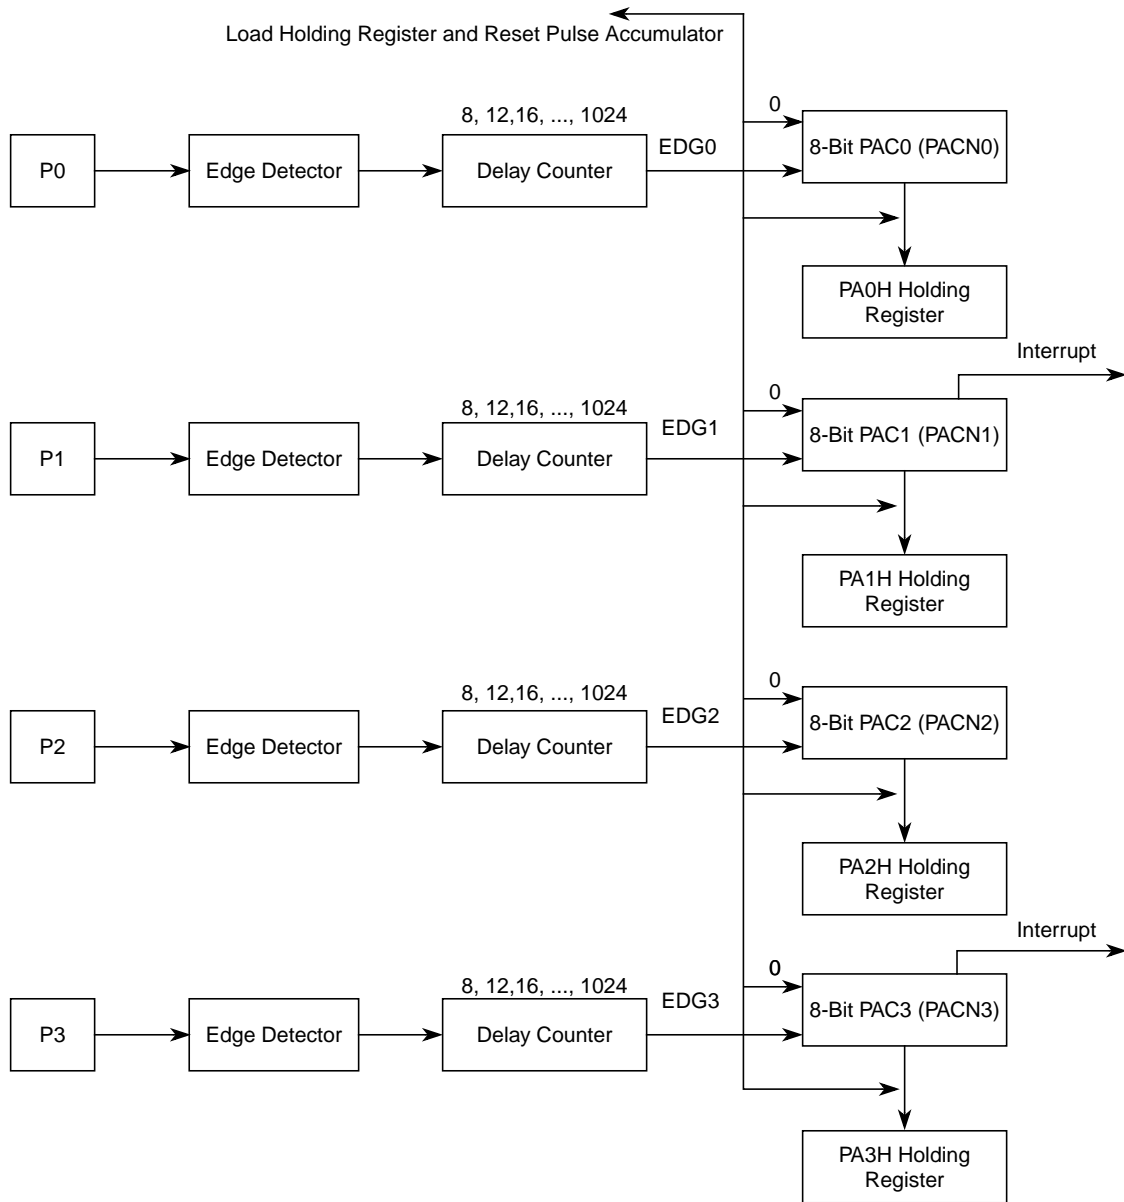 Load Holding Register and Reset Pulse Accumulator
8, 12,16, ..., 1024
0
P0
Edge Detector
Delay Counter
EDG0
8-Bit PAC0 (PACN0)
PA0H Holding
Register
Interrupt
8, 12,16, ..., 1024
0
P1
Edge Detector
Delay Counter
EDG1
8-Bit PAC1 (PACN1)
PA1H Holding
Register
8, 12,16, ..., 1024
0
P2
Edge Detector
Delay Counter
EDG2
8-Bit PAC2 (PACN2)
PA2H Holding
Register
Interrupt
8, 12,16, ..., 1024
0
P3
Edge Detector
Delay Counter
EDG3
8-Bit PAC3 (PACN3)
PA3H Holding
Register